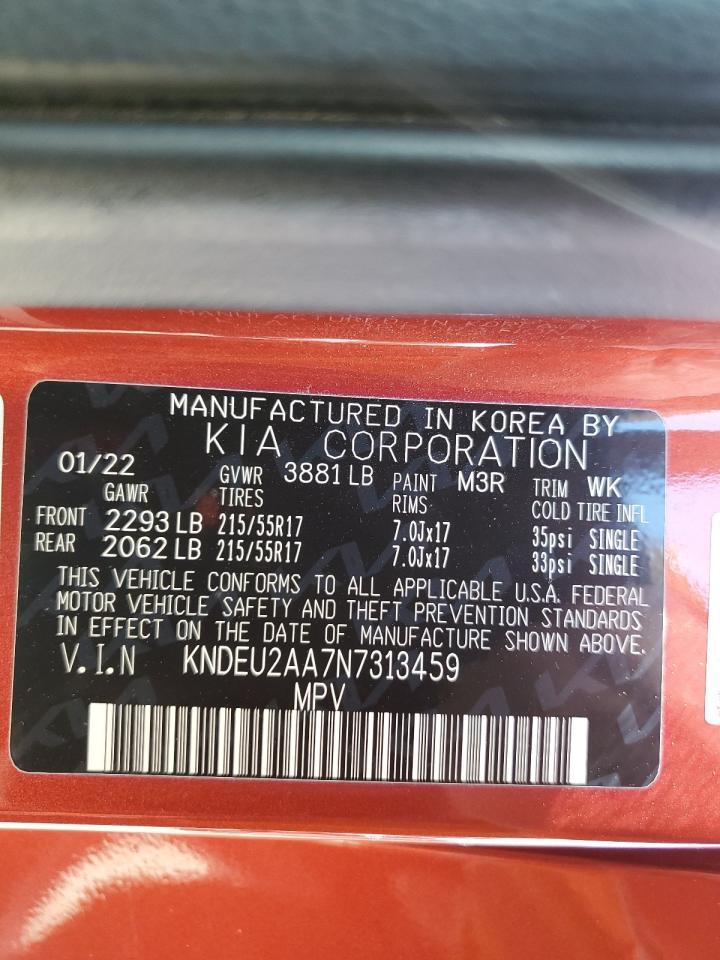 MANUFACTURED IN KOREA BY
KIA CORPORATION
01/22 GVWR 3881 LB PAINT M3R TRIM WK
GAWR TIRES RIMS COLD TIRE INFL
FRONT 2293 LB 215/55R17 7.0Jx17 35psi SINGLE
REAR 2062 LB 215/55R17 7.0Jx17 33psi SINGLE
THIS VEHICLE CONFORMS TO ALL APPLICABLE U.S.A. FEDERAL
MOTOR VEHICLE SAFETY AND THEFT PREVENTION STANDARDS
IN EFFECT ON THE DATE OF MANUFACTURE SHOWN ABOVE.
V.I.N KNDEU2AA7N7313459
MPV